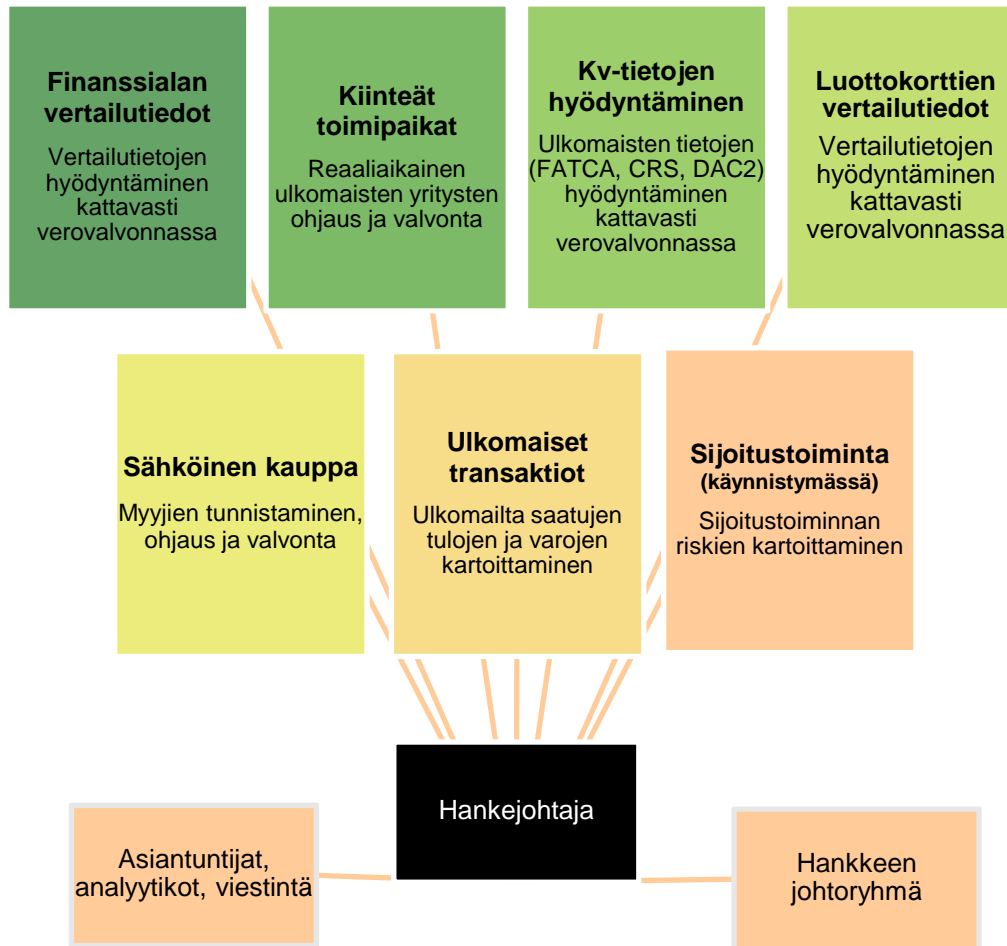 Finanssialan
vertailutiedot
Vertailutietojen
hyödyntäminen
kattavasti
verovalvonnassa
Kiinteät
toimipaikat
Reaaliaikainen
ulkomaisten yritysten
ohjaus ja valvonta
Kv-tietojen
hyödyntäminen
Ulkomaisten tietojen
(FATCA, CRS, DAC2)
hyödyntäminen
kattavasti
verovalvonnassa
Luottokorttien
vertailutiedot
Vertailutietojen
hyödyntäminen
kattavasti
verovalvonnassa
Sähköinen kauppa
Myyjien tunnistaminen,
ohjaus ja valvonta
Ulkomaiset
transaktiot
Ulkomailta saatujen
tulojen ja varojen
kartoittaminen
Sijoitustoiminta
(käynnistymässä)
Sijoitustoiminnan
riskien kartoittaminen
Hankejohtaja
Asiantuntijat,
analyytikot, viestintä
Hankkeen
johtoryhmä